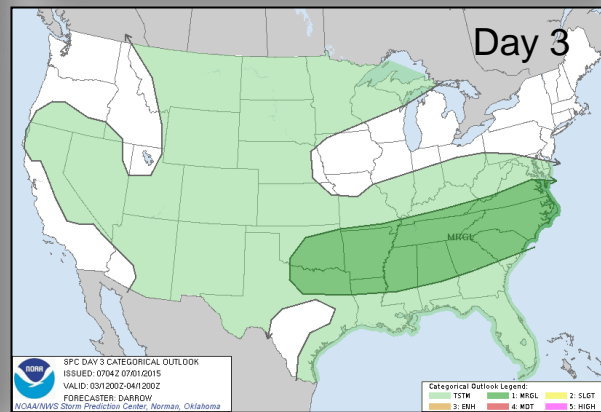 Day 3
MRGL
SPC DAY 3 CATEGORICAL OUTLOOK
ISSUED: 0704Z 07/01/2015
VALID: 03/1200Z-04/1200Z
FORECASTER: DARROW
NOAA/NWS Storm Prediction Center, Norman, Oklahoma
NOAA
Categorical Outlook Legend:
TSTM 1: MRGL 2: SLGT
3: ENH 4: MDT 5: HIGH